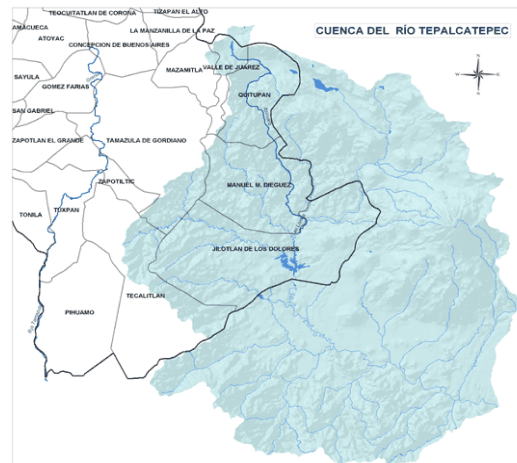 TEOCUITATLAN DE CORONA
TIZAPAN EL ALTO
CUENCA DEL RÍO TEPALCATEPEC
AMACUECA
LA MANZANILLA DE LA PAZ
ATOYAC
CONCEPCION DE BUENOS AIRES
N
VALLE DE JUAREZ
MAZAMITLA
SAYULA
W
E
GOMEZ FARIAS
S
QUITUPAN
SAN GABRIEL
ZAPOTLAN EL GRANDE
TAMAZULA DE GORDIANO
ZAPOTILTIC
MANUEL M. DIEGUEZ
TONILA
TUXPAN
JILOTLAN DE LOS DOLORES
TECALITLAN
PIHUAMO